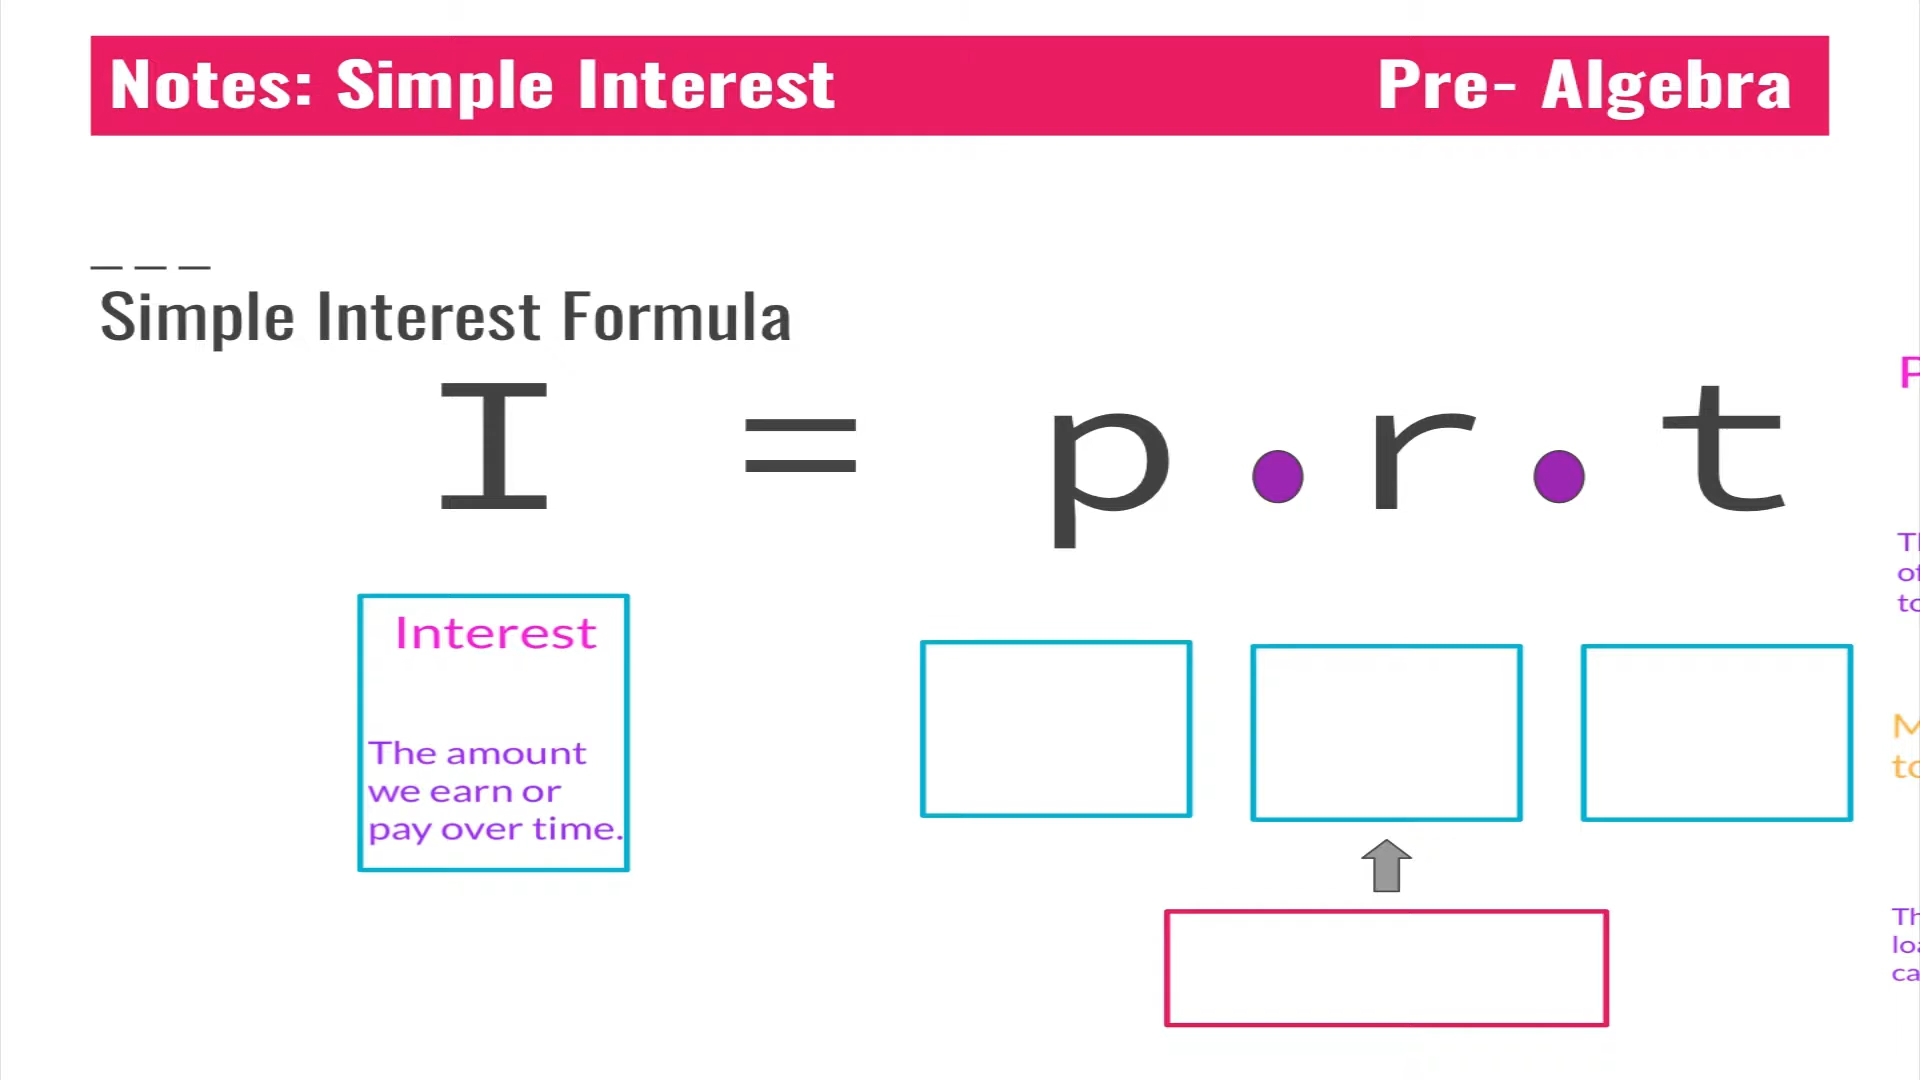 Notes: Simple Interest Pre- Algebra
Simple Interest Formula
I = p . r . t
Interest
The amount
we earn or
pay over time.